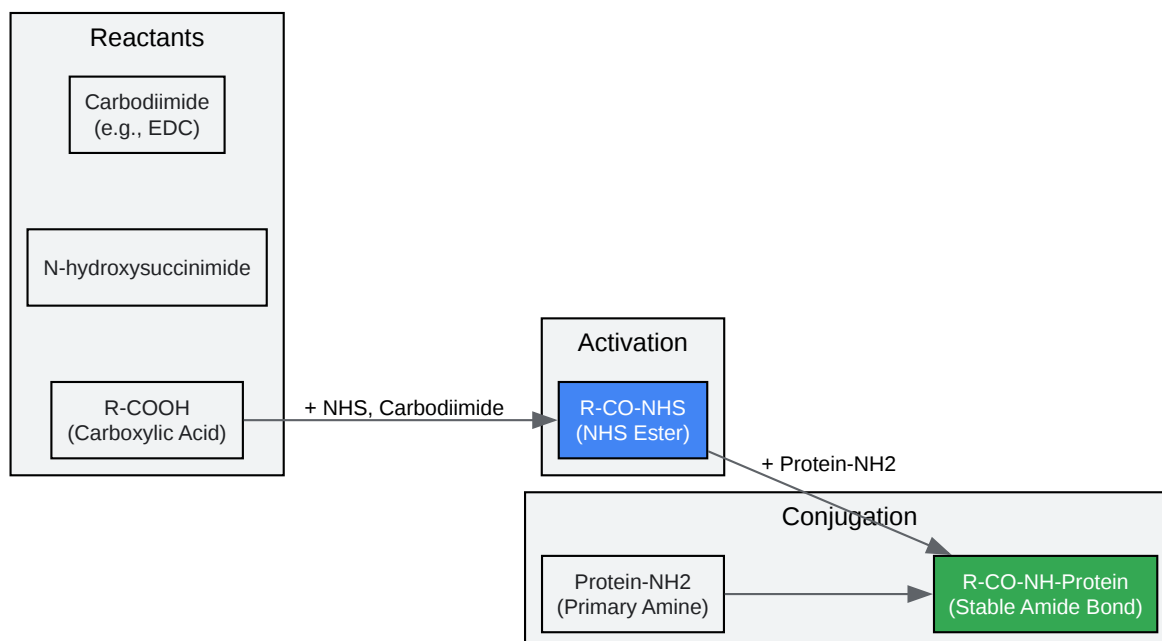 Reactants
Carbodiimide
(e.g., EDC)
N-hydroxysuccinimide
R-COOH
(Carboxylic Acid)
+ NHS, Carbodiimide
Activation
R-CO-NHS
(NHS Ester)
+ Protein-NH2
Conjugation
Protein-NH2
(Primary Amine)
R-CO-NH-Protein
(Stable Amide Bond)